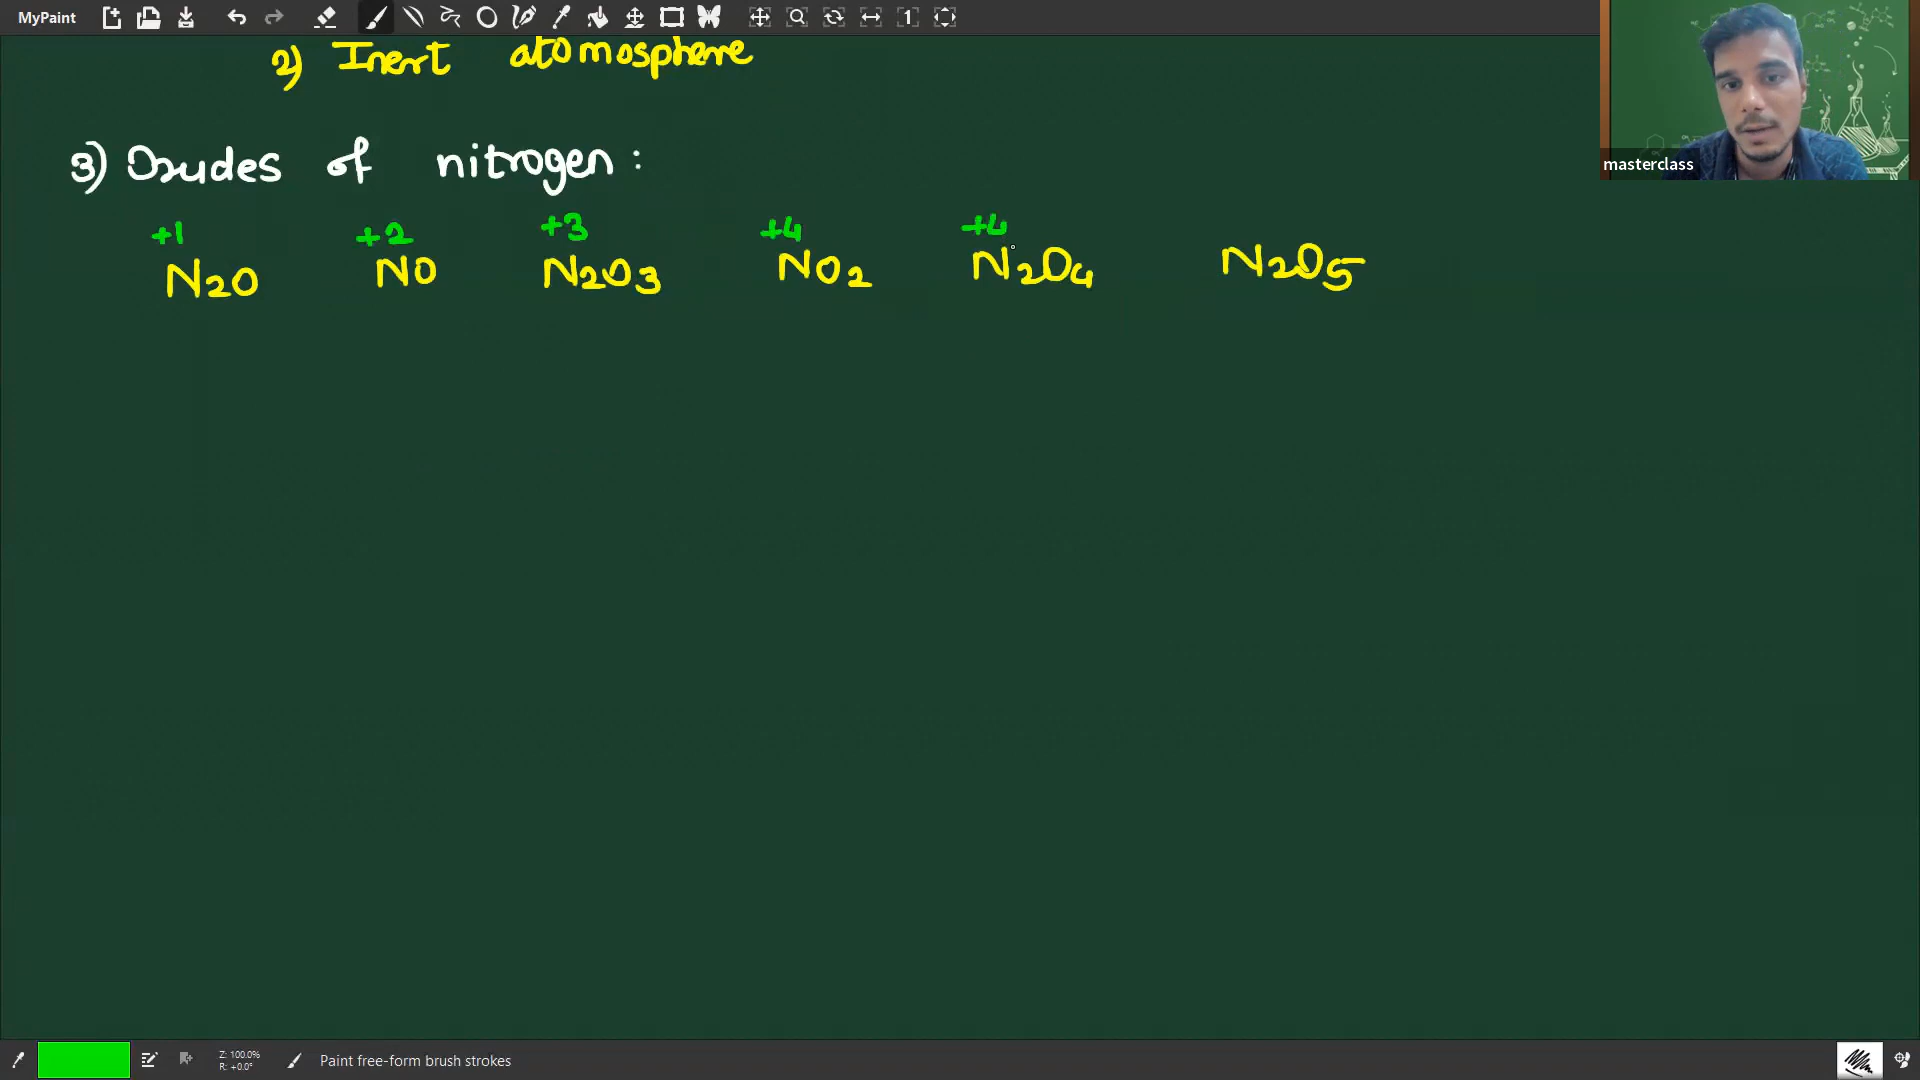 MyPaint
2) Inert atomosphere
masterclass
3) Oxudes of nitrogen:
+1 +2 +3 +4 +4
N2O NO N2O3 NO2 N2O4 N2O5
Z: 100.0%
R: +0.0°
Paint free-form brush strokes